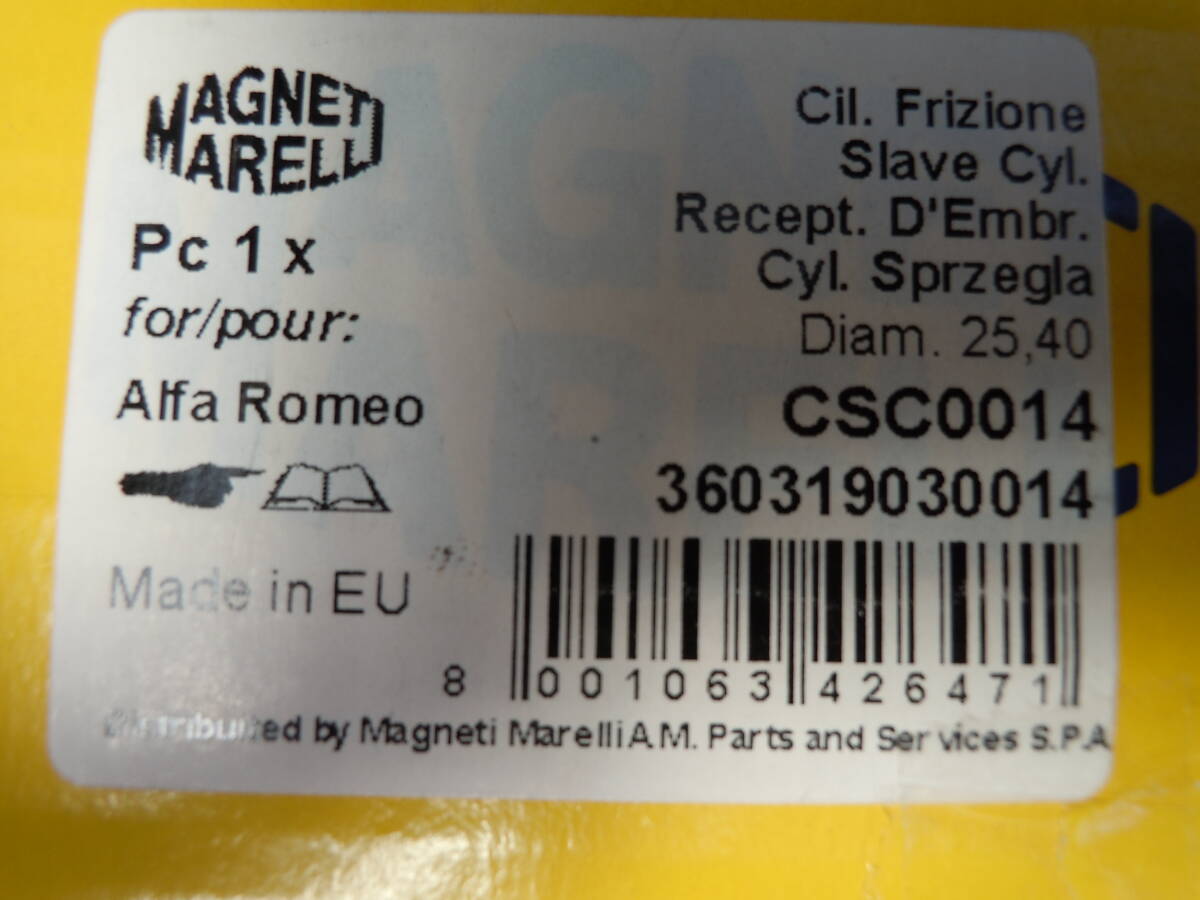 MAGNETI
MARELLI
Pc 1 x
for/pour:
Alfa Romeo
Made in EU
Cil. Frizione
Slave Cyl.
Recept. D'Embr.
Cyl. Sprzegla
Diam. 25,40
CSC0014
360319030014
8 001063 426471
Distributed by Magneti Marelli A.M. Parts and Services S.P.A